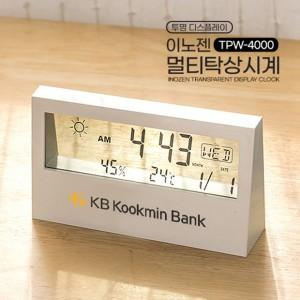 투명 디스플레이
이노젠 TPW-4000
멀티탁상시계
INOZEN TRANSPARENT DISPLAY CLOCK
AM 4 43 WED
45% 24℃ 1/1
KB Kookmin Bank